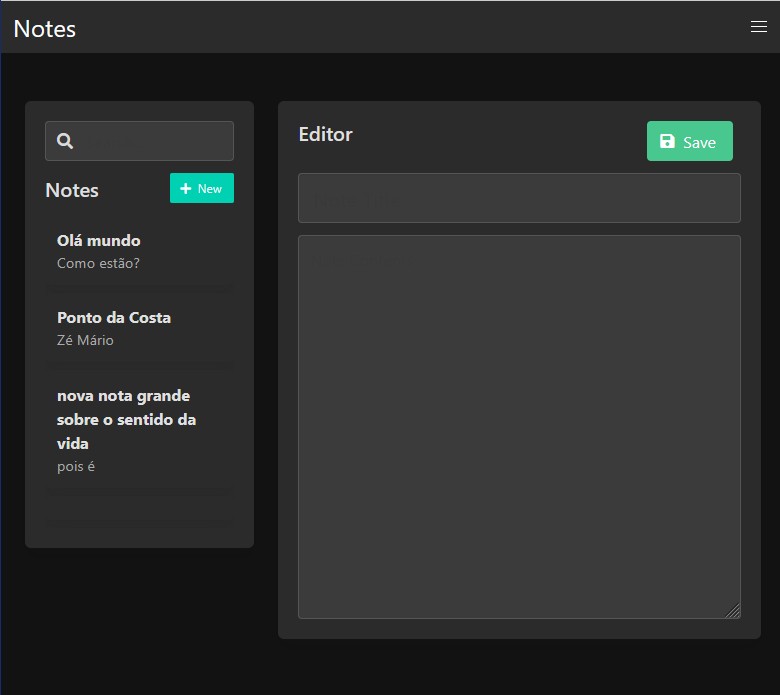 Notes
Notes
New
Olá mundo
Como estão?
Ponto da Costa
Zé Mário
nova nota grande
sobre o sentido da
vida
pois é
Editor
Save